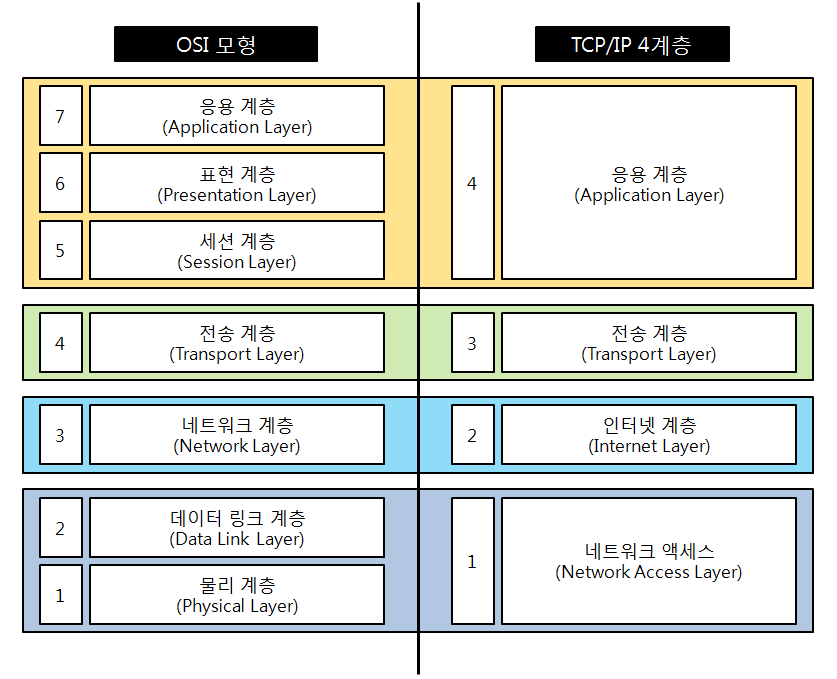 OSI 모형
TCP/IP 4계층
7
응용 계층
(Application Layer)
6
표현 계층
(Presentation Layer)
5
세션 계층
(Session Layer)
4
응용 계층
(Application Layer)
4
전송 계층
(Transport Layer)
3
전송 계층
(Transport Layer)
3
네트워크 계층
(Network Layer)
2
인터넷 계층
(Internet Layer)
2
데이터 링크 계층
(Data Link Layer)
1
물리 계층
(Physical Layer)
1
네트워크 액세스
(Network Access Layer)